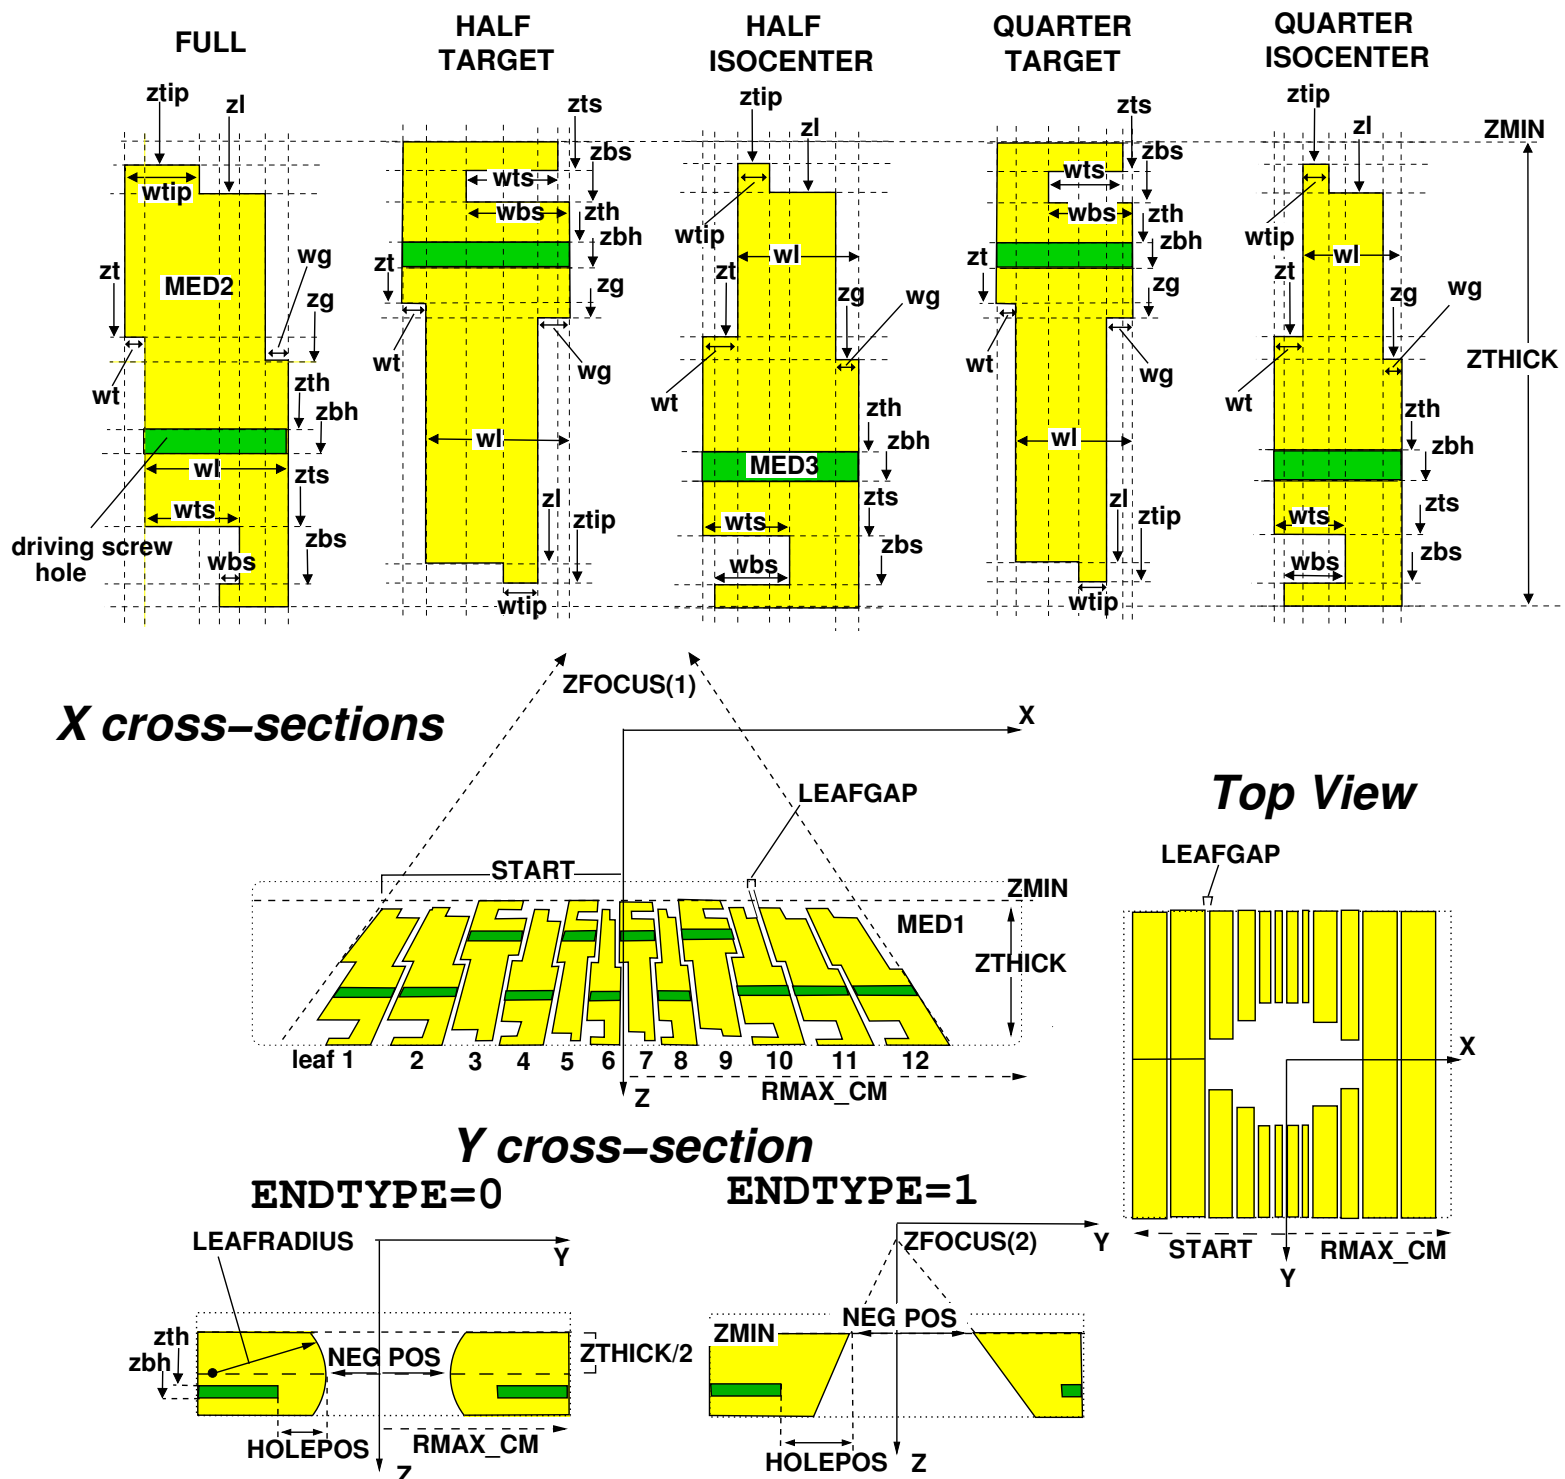 FULL
HALF
TARGET
HALF
ISOCENTER
QUARTER
TARGET
QUARTER
ISOCENTER
ztip
zl
wtip
zt
MED2
wg
zg
wt
zth
zbh
wl
zts
wts
driving screw
hole
wbs
zbs
zts
zbs
wts
wbs
zth
zbh
zt
zg
wt
wg
wl
zl
ztip
wtip
ztip
zl
wtip
wl
zt
zg
wg
wt
zth
zbh
MED3
zts
wts
zbs
wbs
zts
zbs
wts
wbs
zth
zbh
zt
zg
wt
wg
wl
zl
ztip
wtip
ztip
zl
wtip
wl
zt
zg
wg
wt
zth
zbh
zts
wts
zbs
wbs
ZMIN
ZTHICK
X cross-sections
ZFOCUS(1)
X
LEAFGAP
START
ZMIN
MED1
ZTHICK
leaf 1 2 3 4 5 6 7 8 9 10 11 12
Z
RMAX_CM
Top View
LEAFGAP
X
START
RMAX_CM
Y
Y cross-section
ENDTYPE=0
LEAFRADIUS
Y
zth
zbh
NEG POS
ZTHICK/2
HOLEPOS
RMAX_CM
Z
ENDTYPE=1
ZFOCUS(2)
Y
NEG POS
ZMIN
HOLEPOS
Z